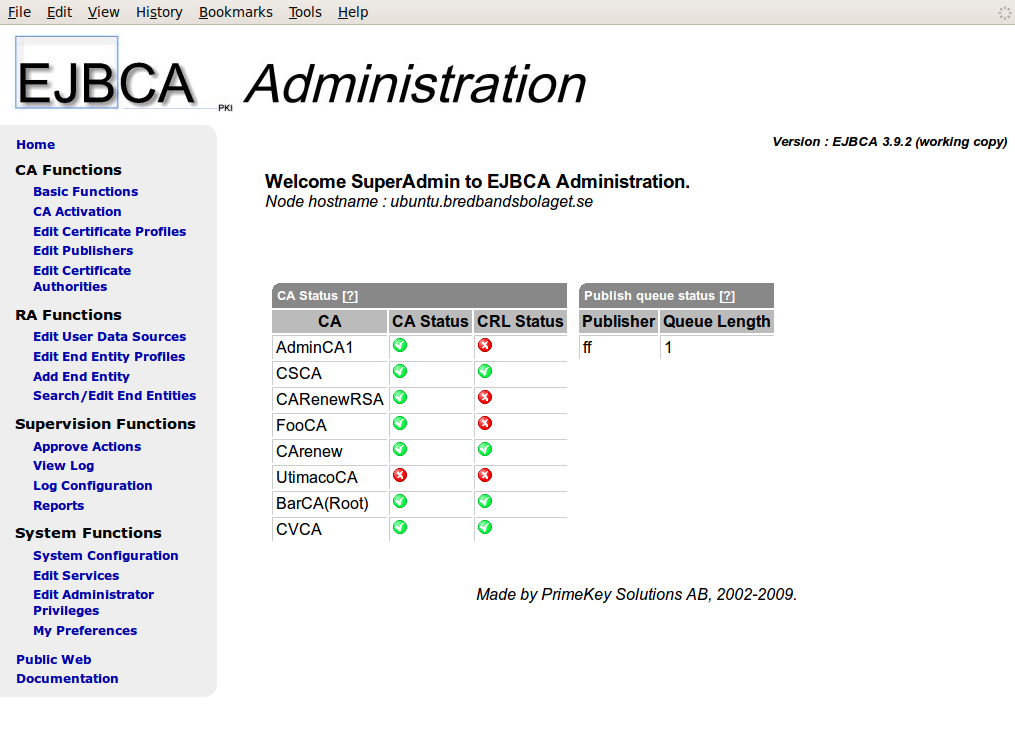 File Edit View History Bookmarks Tools Help
EJBCA PKI Administration
Version : EJBCA 3.9.2 (working copy)
Home
CA Functions
Basic Functions
CA Activation
Edit Certificate Profiles
Edit Publishers
Edit Certificate
Authorities
RA Functions
Edit User Data Sources
Edit End Entity Profiles
Add End Entity
Search/Edit End Entities
Supervision Functions
Approve Actions
View Log
Log Configuration
Reports
System Functions
System Configuration
Edit Services
Edit Administrator
Privileges
My Preferences
Public Web
Documentation
Welcome SuperAdmin to EJBCA Administration.
Node hostname : ubuntu.bredbandsbolaget.se
CA Status [?]
CA CA Status CRL Status
AdminCA1
CSCA
CARenewRSA
FooCA
CArenew
UtimacoCA
BarCA(Root)
CVCA
Publish queue status [?]
Publisher Queue Length
ff 1
Made by PrimeKey Solutions AB, 2002-2009.